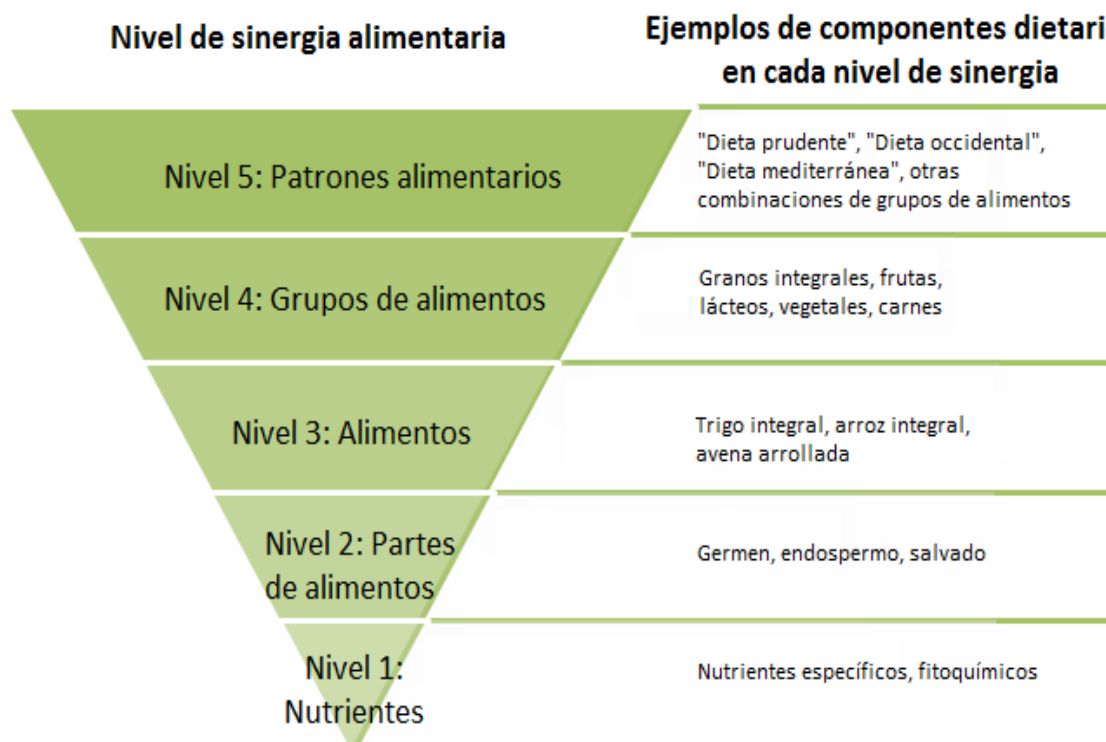 Nivel de sinergia alimentaria
Ejemplos de componentes dietari
en cada nivel de sinergia
Nivel 5: Patrones alimentarios
"Dieta prudente", "Dieta occidental",
"Dieta mediterránea", otras
combinaciones de grupos de alimentos
Nivel 4: Grupos de alimentos
Granos integrales, frutas,
lácteos, vegetales, carnes
Nivel 3: Alimentos
Trigo integral, arroz integral,
avena arrollada
Nivel 2: Partes
de alimentos
Germen, endospermo, salvado
Nivel 1:
Nutrientes
Nutrientes específicos, fitoquímicos